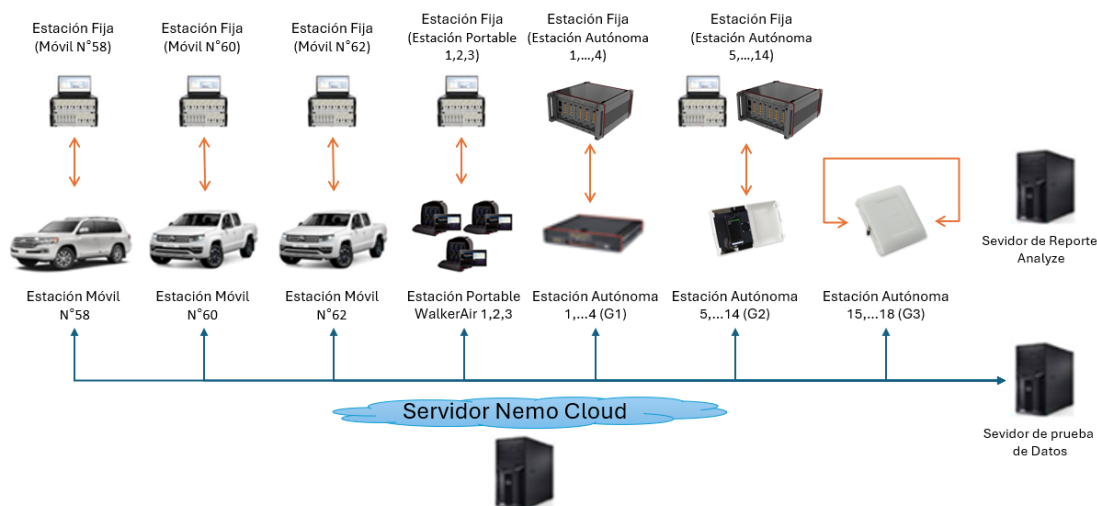 Estación Fija
(Móvil N°58)
Estación Fija
(Móvil N°60)
Estación Fija
(Móvil N°62)
Estación Fija
(Estación Portable
1,2,3)
Estación Fija
(Estación Autónoma
1,...,4)
Estación Fija
(Estación Autónoma
5,...,14)
Sevidor de Reporte
Analyze
Estación Móvil
N°58
Estación Móvil
N°60
Estación Móvil
N°62
Estación Portable
WalkerAir 1,2,3
Estación Autónoma
1,...4 (G1)
Estación Autónoma
5,...14 (G2)
Estación Autónoma
15,...18 (G3)
Servidor Nemo Cloud
Sevidor de prueba
de Datos